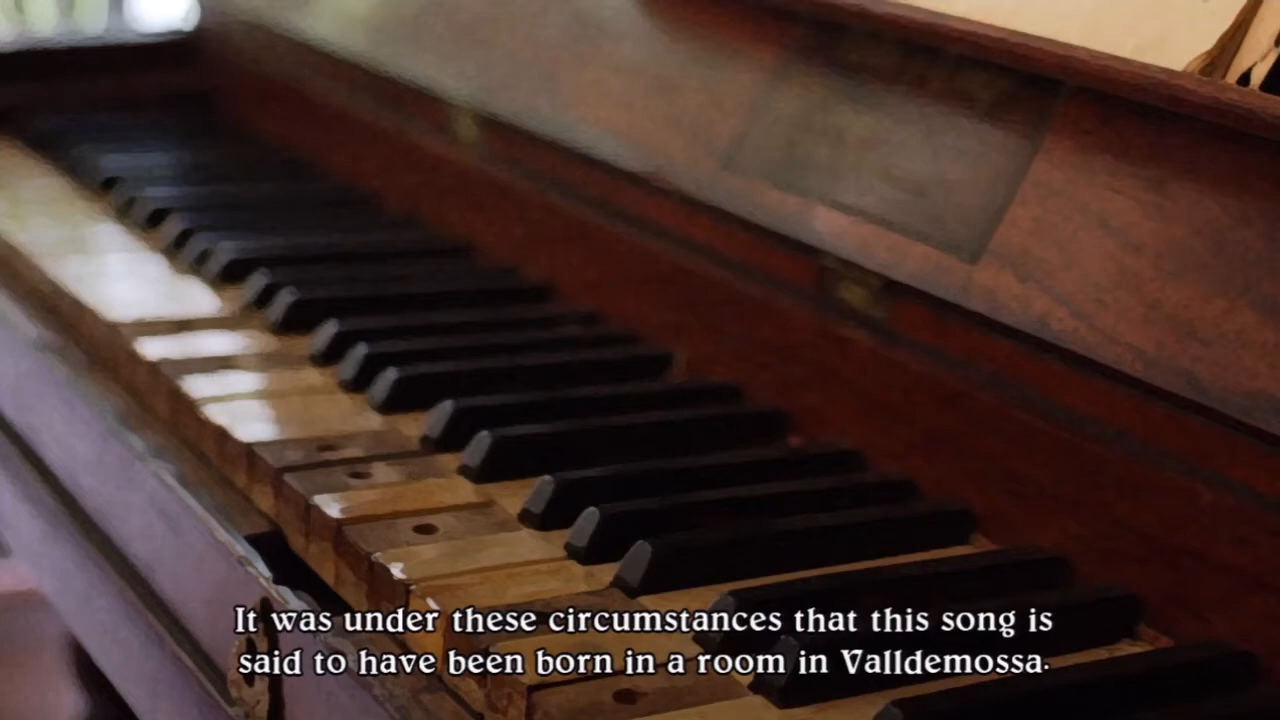 It was under these circumstances that this song is
said to have been born in a room in Valldemossa.